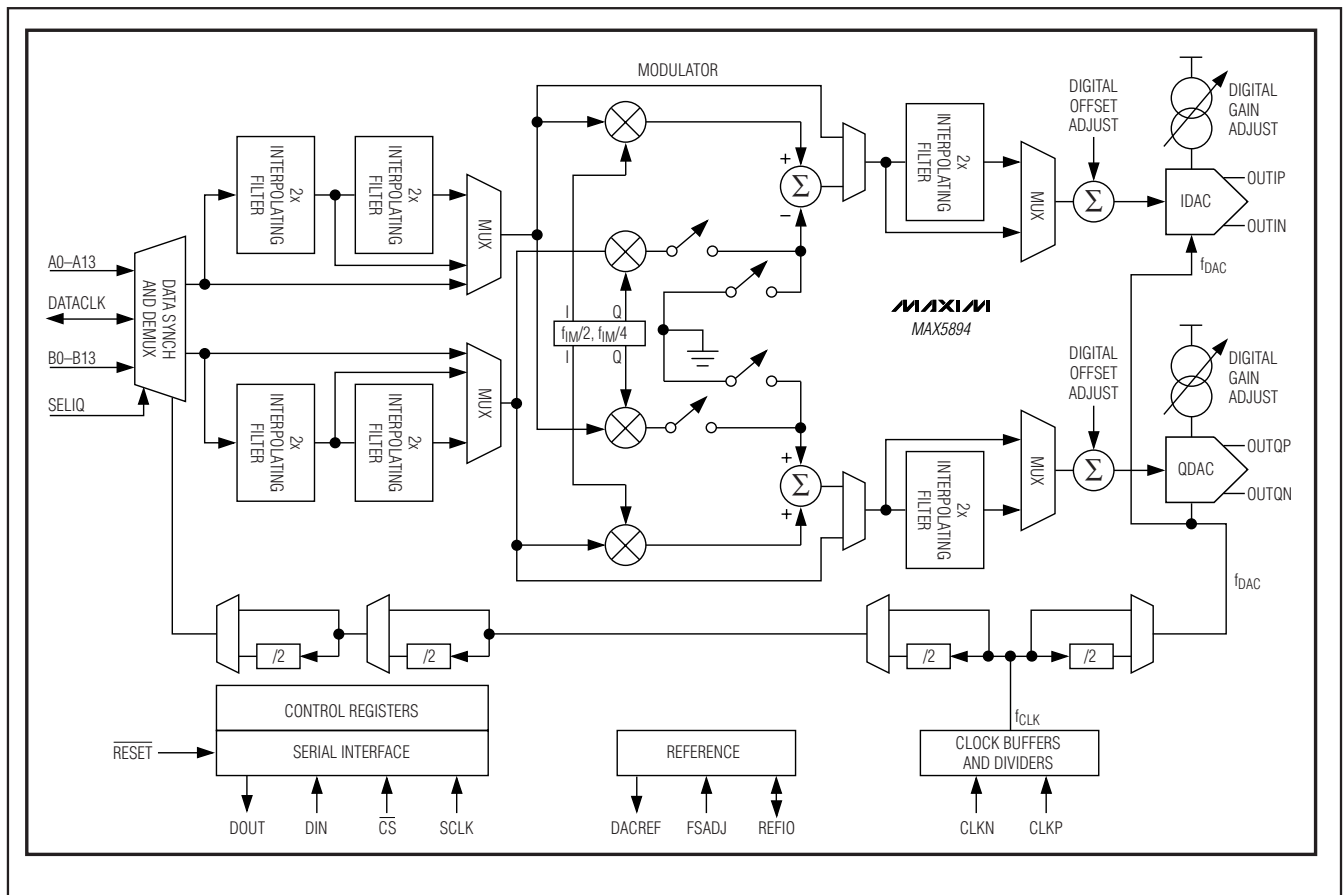 MODULATOR
DIGITAL
OFFSET
ADJUST
DIGITAL
GAIN
ADJUST
2x
INTERPOLATING
FILTER
2x
INTERPOLATING
FILTER
MUX
+
Σ
−
2x
INTERPOLATING
FILTER
MUX
Σ
IDAC
OUTIP
OUTIN
fDAC
A0–A13
DATACLK
B0–B13
SELIQ
DATA SYNCH
AND DEMUX
I Q
fIM/2, fIM/4
I Q
MAXIM
MAX5894
DIGITAL
OFFSET
ADJUST
DIGITAL
GAIN
ADJUST
2x
INTERPOLATING
FILTER
2x
INTERPOLATING
FILTER
MUX
+
Σ
+
2x
INTERPOLATING
FILTER
MUX
Σ
QDAC
OUTQP
OUTQN
fDAC
/2
/2
/2
/2
fCLK
CONTROL REGISTERS
SERIAL INTERFACE
RESET
REFERENCE
CLOCK BUFFERS
AND DIVIDERS
DOUT DIN CS SCLK
DACREF FSADJ REFIO
CLKN CLKP